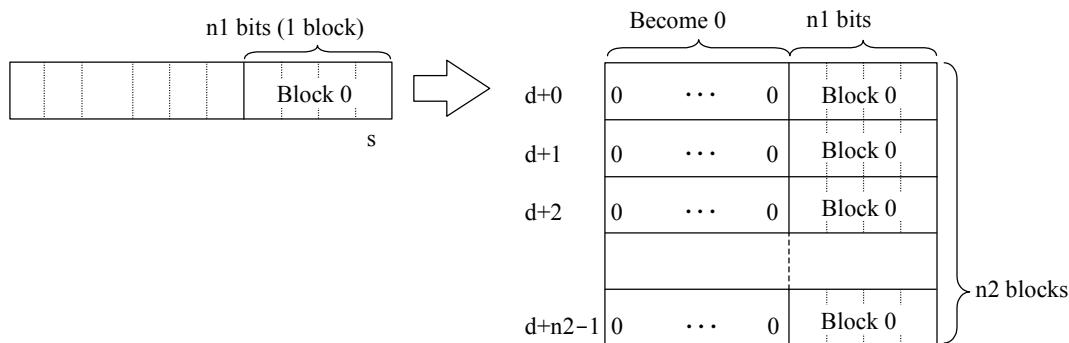 n1 bits (1 block)
Block 0
s
Become 0 n1 bits
d+0 0 ··· 0 Block 0
d+1 0 ··· 0 Block 0
d+2 0 ··· 0 Block 0
d+n2−1 0 ··· 0 Block 0
n2 blocks